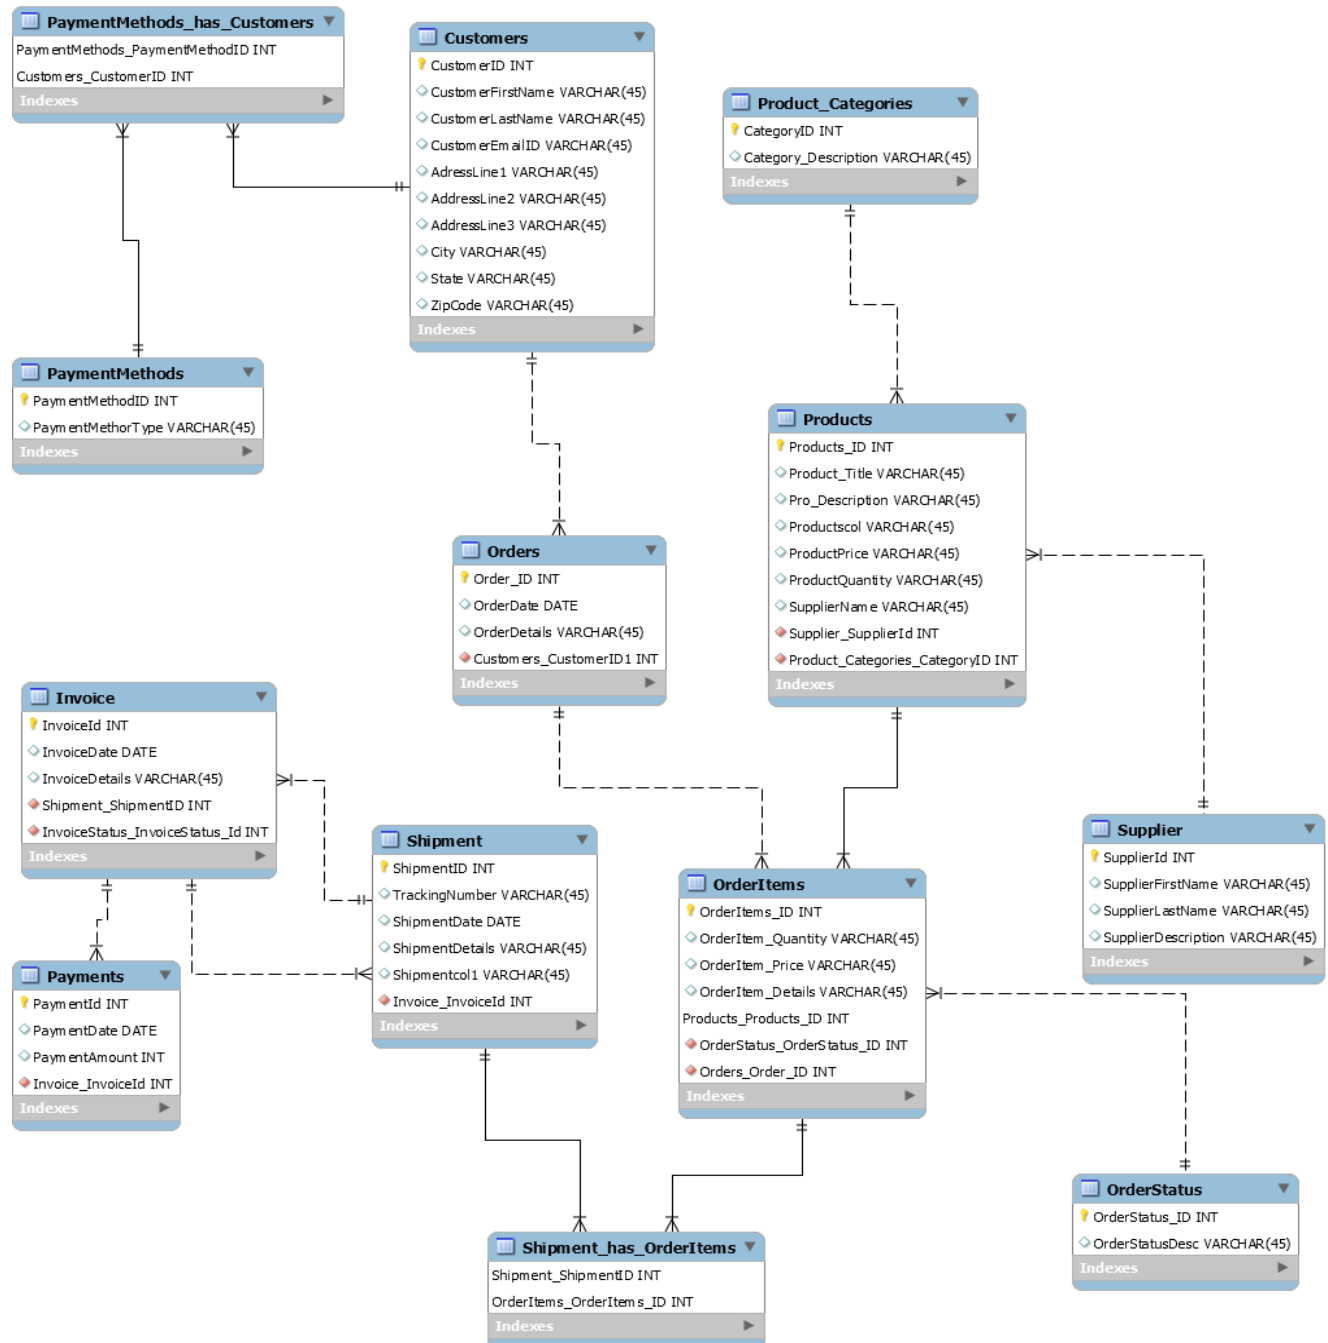 PaymentMethods_has_Customers
PaymentMethods_PaymentMethodID INT
Customers_CustomerID INT
Indexes
Customers
CustomerID INT
CustomerFirstName VARCHAR(45)
CustomerLastName VARCHAR(45)
CustomerEmailID VARCHAR(45)
AdressLine1 VARCHAR(45)
AddressLine2 VARCHAR(45)
AddressLine3 VARCHAR(45)
City VARCHAR(45)
State VARCHAR(45)
ZipCode VARCHAR(45)
Indexes
Product_Categories
CategoryID INT
Category_Description VARCHAR(45)
Indexes
PaymentMethods
PaymentMethodID INT
PaymentMethorType VARCHAR(45)
Indexes
Products
Products_ID INT
Product_Title VARCHAR(45)
Pro_Description VARCHAR(45)
Productscol VARCHAR(45)
ProductPrice VARCHAR(45)
ProductQuantity VARCHAR(45)
SupplierName VARCHAR(45)
Supplier_SupplierId INT
Product_Categories_CategoryID INT
Indexes
Orders
Order_ID INT
OrderDate DATE
OrderDetails VARCHAR(45)
Customers_CustomerID1 INT
Indexes
Invoice
InvoiceId INT
InvoiceDate DATE
InvoiceDetails VARCHAR(45)
Shipment_ShipmentID INT
InvoiceStatus_InvoiceStatus_Id INT
Indexes
Shipment
ShipmentID INT
TrackingNumber VARCHAR(45)
ShipmentDate DATE
ShipmentDetails VARCHAR(45)
Shipmentcol1 VARCHAR(45)
Invoice_InvoiceId INT
Indexes
Supplier
SupplierId INT
SupplierFirstName VARCHAR(45)
SupplierLastName VARCHAR(45)
SupplierDescription VARCHAR(45)
Indexes
OrderItems
OrderItems_ID INT
OrderItem_Quantity VARCHAR(45)
OrderItem_Price VARCHAR(45)
OrderItem_Details VARCHAR(45)
Products_Products_ID INT
OrderStatus_OrderStatus_ID INT
Orders_Order_ID INT
Indexes
Payments
PaymentId INT
PaymentDate DATE
PaymentAmount INT
Invoice_InvoiceId INT
Indexes
OrderStatus
OrderStatus_ID INT
OrderStatusDesc VARCHAR(45)
Indexes
Shipment_has_OrderItems
Shipment_ShipmentID INT
OrderItems_OrderItems_ID INT
Indexes